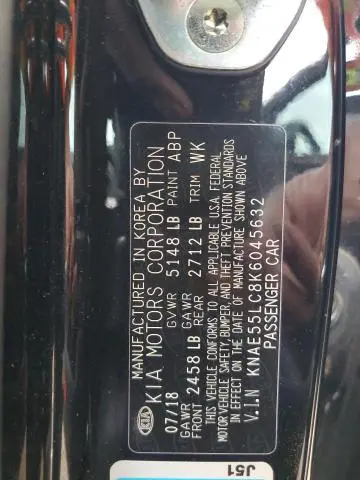 MANUFACTURED IN KOREA BY
KIA KIA MOTORS CORPORATION
07/18 GVWR 5148 LB PAINT ABP
GAWR GAWR
FRONT 2458 LB REAR 2712 LB TRIM WK
THIS VEHICLE CONFORMS TO ALL APPLICABLE U.S.A. FEDERAL
MOTOR VEHICLE SAFETY, BUMPER, AND THEFT PREVENTION STANDARDS
IN EFFECT ON THE DATE OF MANUFACTURE SHOWN ABOVE
V.I.N KNAE55LC8K6045632
PASSENGER CAR
J51